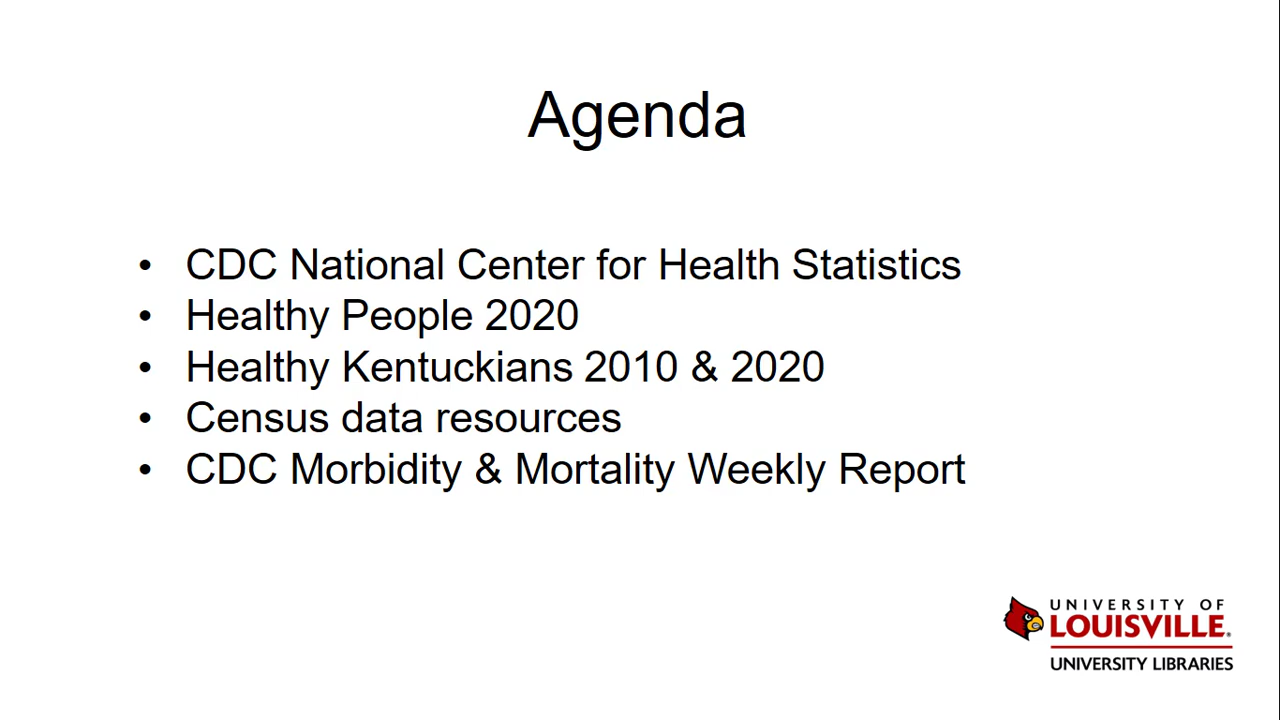 Agenda
• CDC National Center for Health Statistics
• Healthy People 2020
• Healthy Kentuckians 2010 & 2020
• Census data resources
• CDC Morbidity & Mortality Weekly Report
UNIVERSITY OF
LOUISVILLE®
UNIVERSITY LIBRARIES